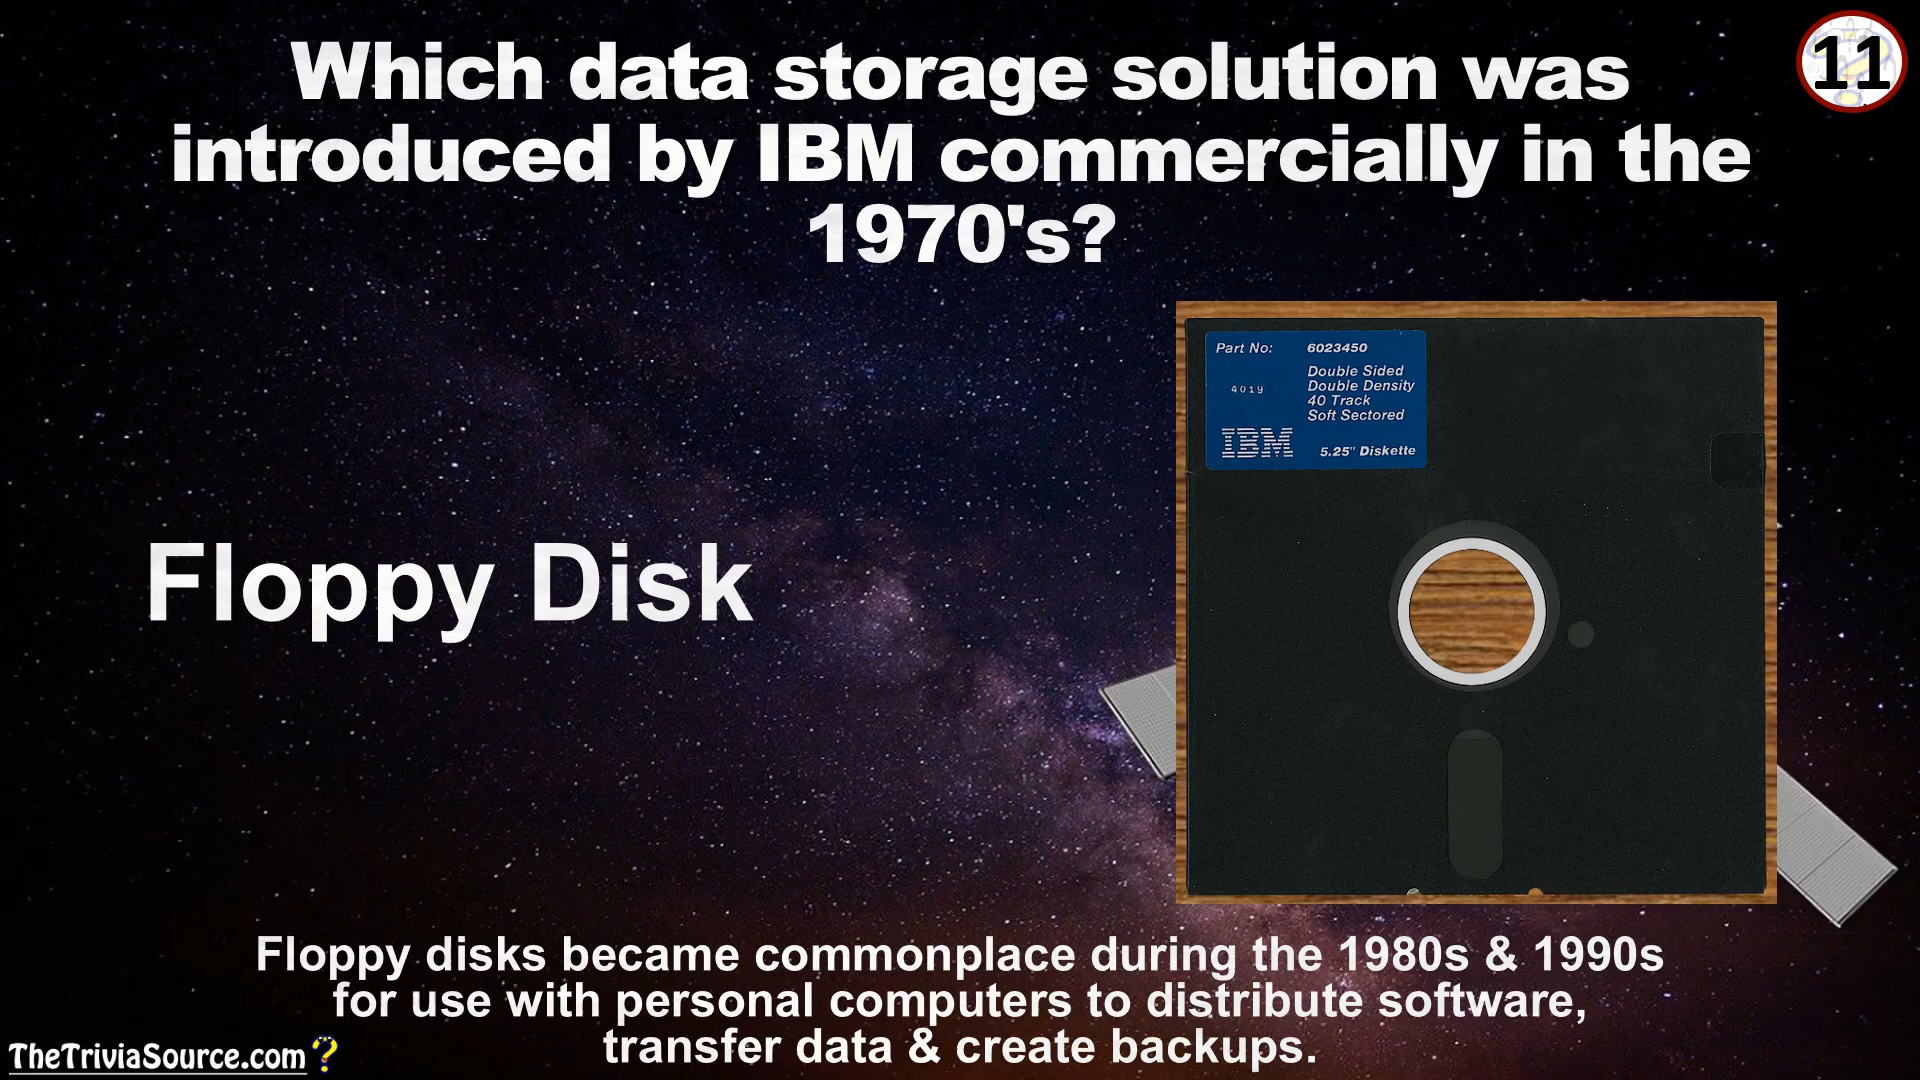 Which data storage solution was
introduced by IBM commercially in the
1970's?
11
Part No: 6023450
4019
Double Sided
Double Density
40 Track
Soft Sectored
IBM
5.25" Diskette
Floppy Disk
Floppy disks became commonplace during the 1980s & 1990s
for use with personal computers to distribute software,
transfer data & create backups.
TheTriviaSource.com?